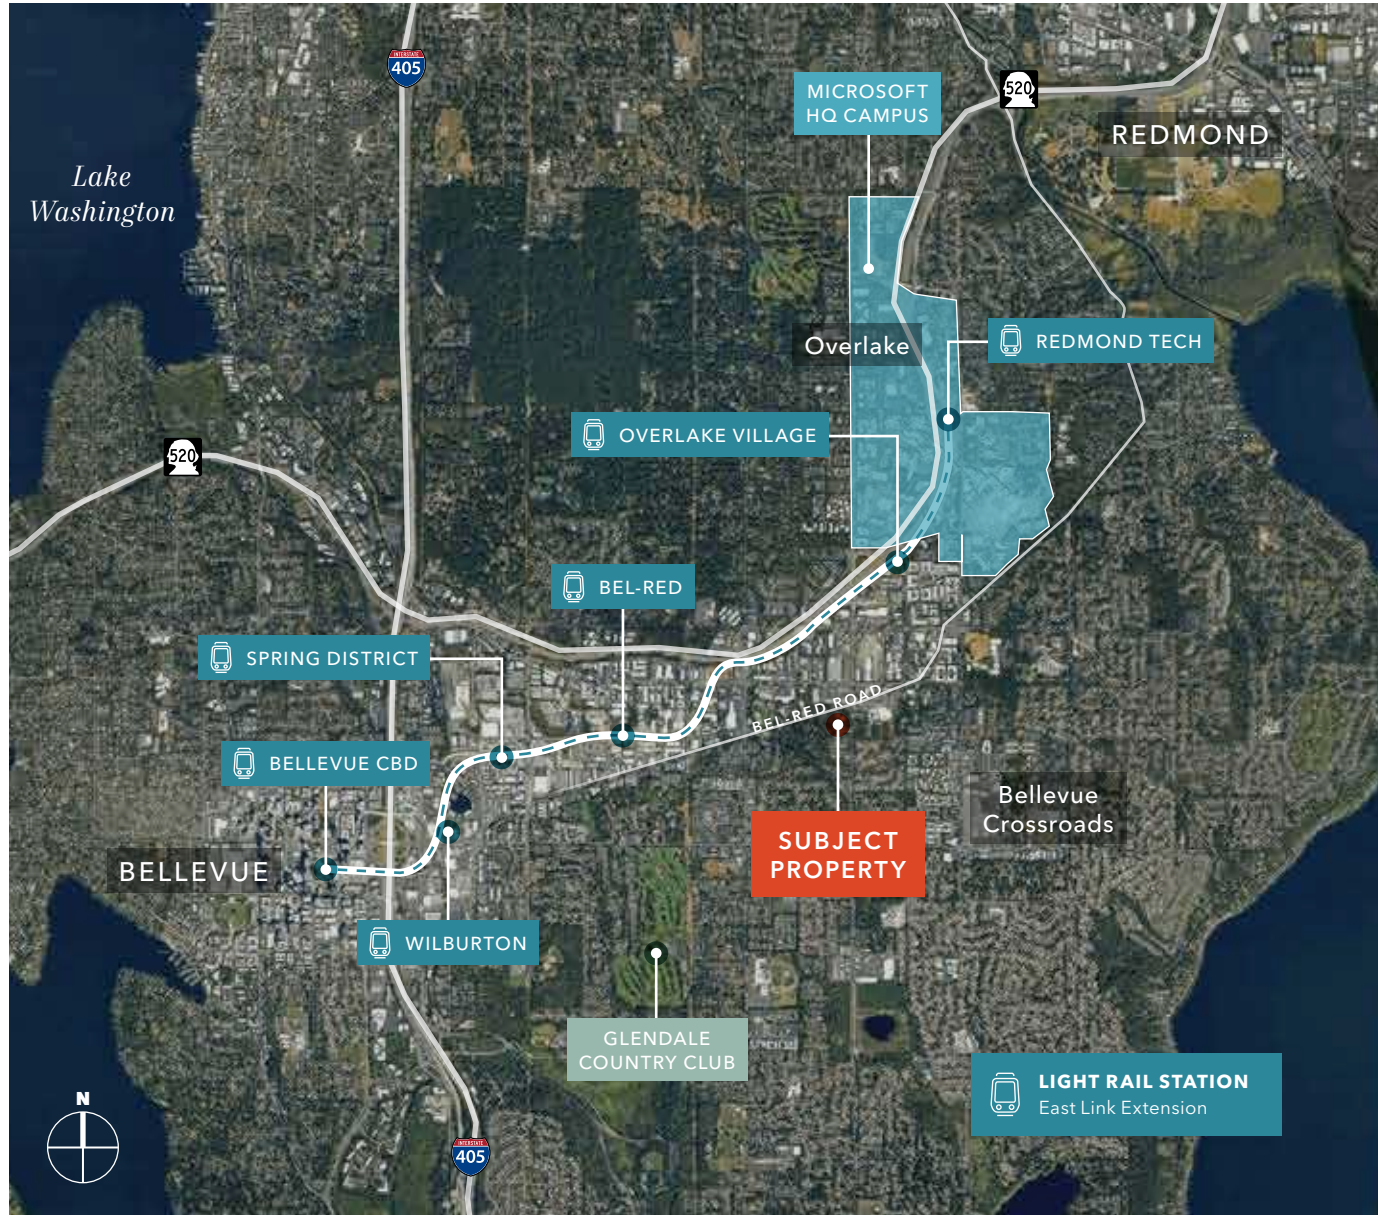 INTERSTATE
405
MICROSOFT
HQ CAMPUS
520
REDMOND
Lake
Washington
Overlake
REDMOND TECH
OVERLAKE VILLAGE
520
BEL-RED
SPRING DISTRICT
BEL-RED ROAD
BELLEVUE CBD
Bellevue
Crossroads
SUBJECT
PROPERTY
BELLEVUE
WILBURTON
GLENDALE
COUNTRY CLUB
LIGHT RAIL STATION
East Link Extension
N
INTERSTATE
405